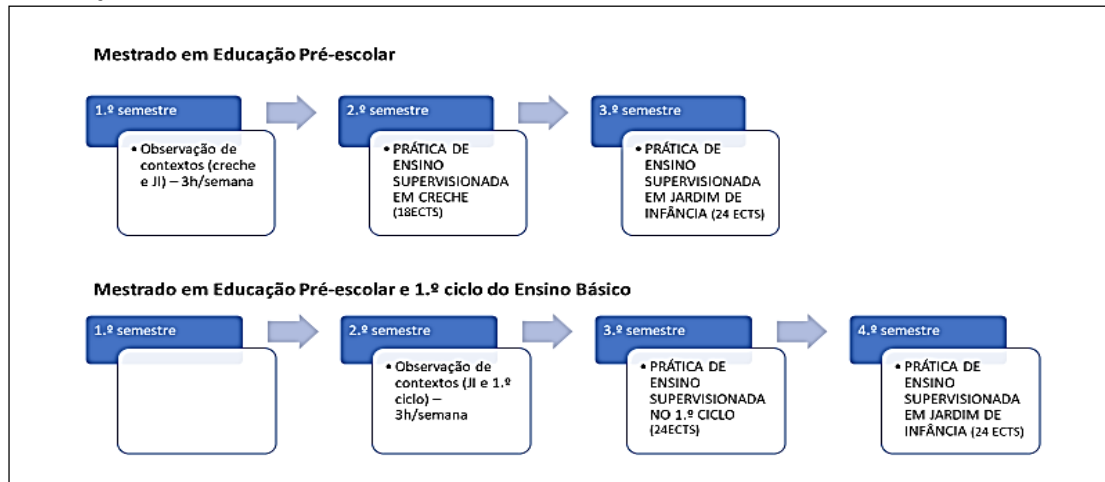 Mestrado em Educação Pré-escolar
1.º semestre
• Observação de
contextos (creche
e JI) – 3h/semana
2.º semestre
• PRÁTICA DE
ENSINO
SUPERVISIONADA
EM CRECHE
(18ECTS)
3.º semestre
• PRÁTICA DE
ENSINO
SUPERVISIONADA
EM JARDIM DE
INFÂNCIA (24 ECTS)
Mestrado em Educação Pré-escolar e 1.º ciclo do Ensino Básico
1.º semestre
2.º semestre
• Observação de
contextos (JI e 1.º
ciclo) –
3h/semana
3.º semestre
• PRÁTICA DE
ENSINO
SUPERVISIONADA
NO 1.º CICLO
(24ECTS)
4.º semestre
• PRÁTICA DE
ENSINO
SUPERVISIONADA
EM JARDIM DE
INFÂNCIA (24 ECTS)